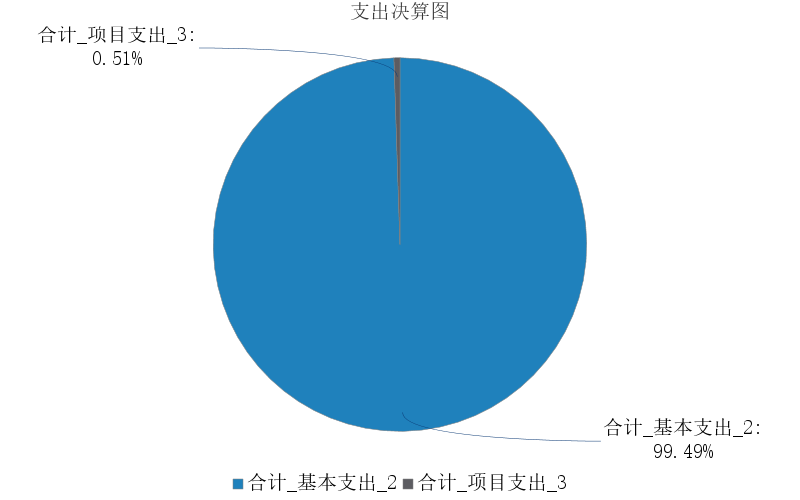 支出决算图
合计_项目支出_3:
0.51%
合计_基本支出_2:
99.49%
合计_基本支出_2 合计_项目支出_3